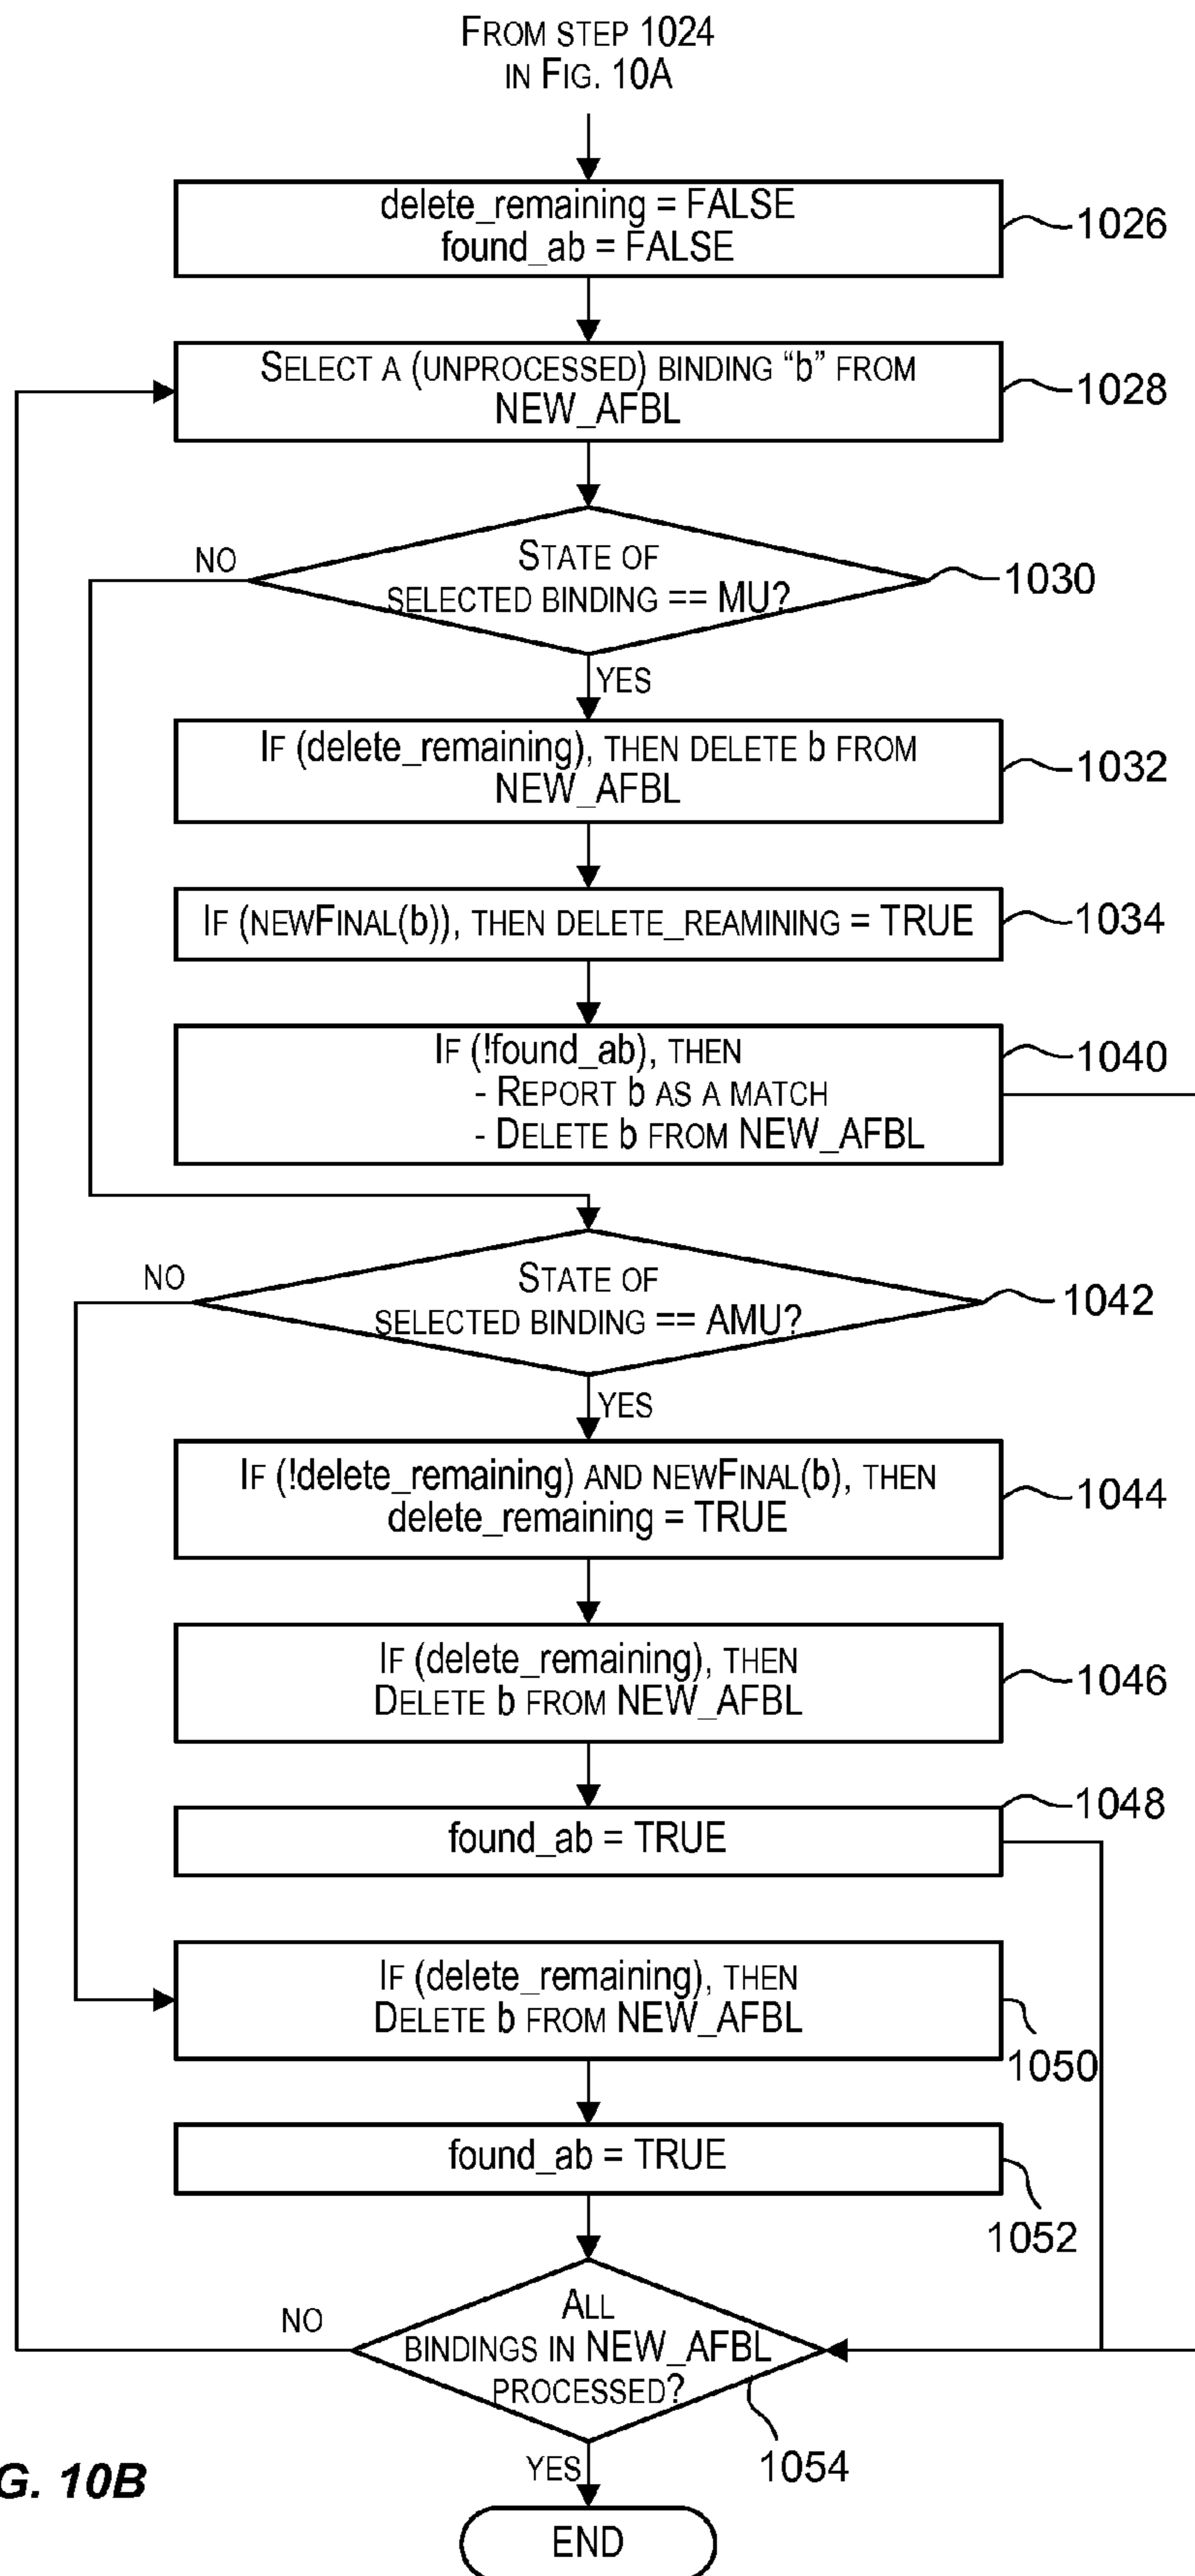 FROM STEP 1024
IN FIG. 10A
delete_remaining = FALSE
found_ab = FALSE
1026
SELECT A (UNPROCESSED) BINDING "b" FROM
NEW_AFBL
1028
NO
STATE OF
SELECTED BINDING == MU?
1030
YES
IF (delete_remaining), THEN DELETE b FROM
NEW_AFBL
1032
IF (NEWFINAL(b)), THEN DELETE_REAMINING = TRUE
1034
IF (!found_ab), THEN
- REPORT b AS A MATCH
- DELETE b FROM NEW_AFBL
1040
NO
STATE OF
SELECTED BINDING == AMU?
1042
YES
IF (!delete_remaining) AND NEWFINAL(b), THEN
delete_remaining = TRUE
1044
IF (delete_remaining), THEN
DELETE b FROM NEW_AFBL
1046
found_ab = TRUE
1048
IF (delete_remaining), THEN
DELETE b FROM NEW_AFBL
1050
found_ab = TRUE
1052
NO
ALL
BINDINGS IN NEW_AFBL
PROCESSED?
1054
YES
G. 10B
END